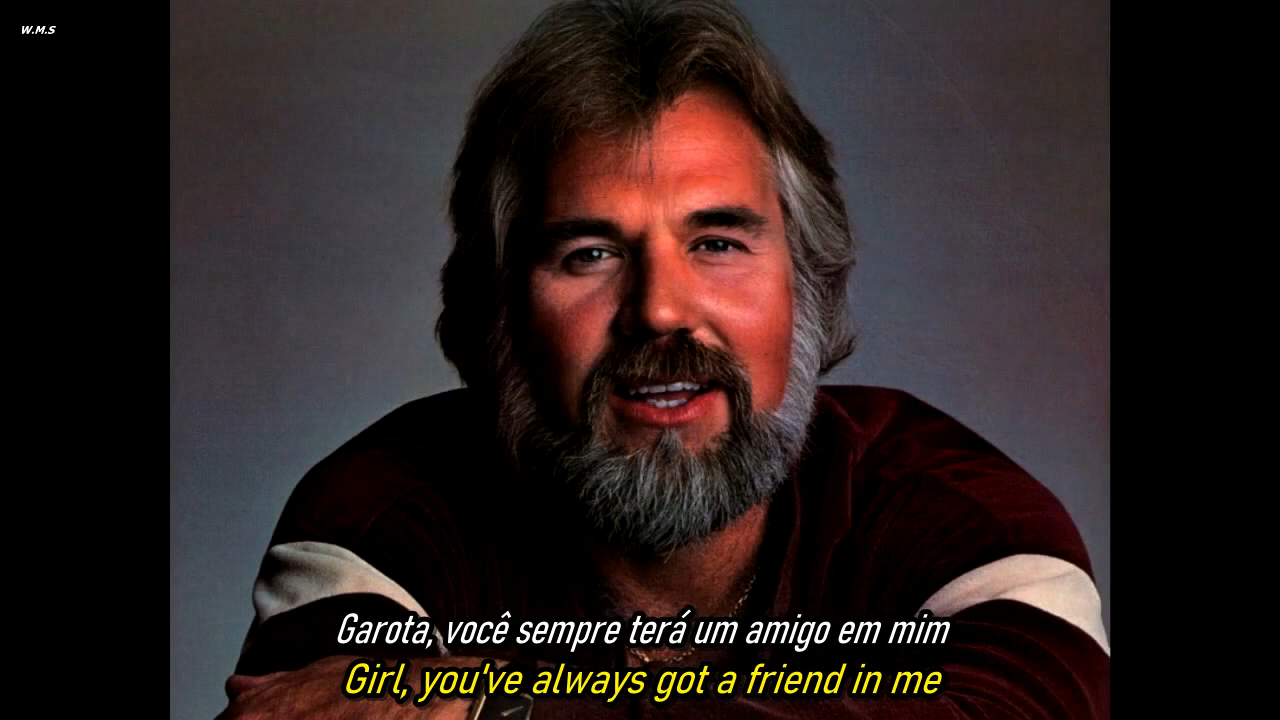 W.M.S
Garota, você sempre terá um amigo em mim
Girl, you've always got a friend in me